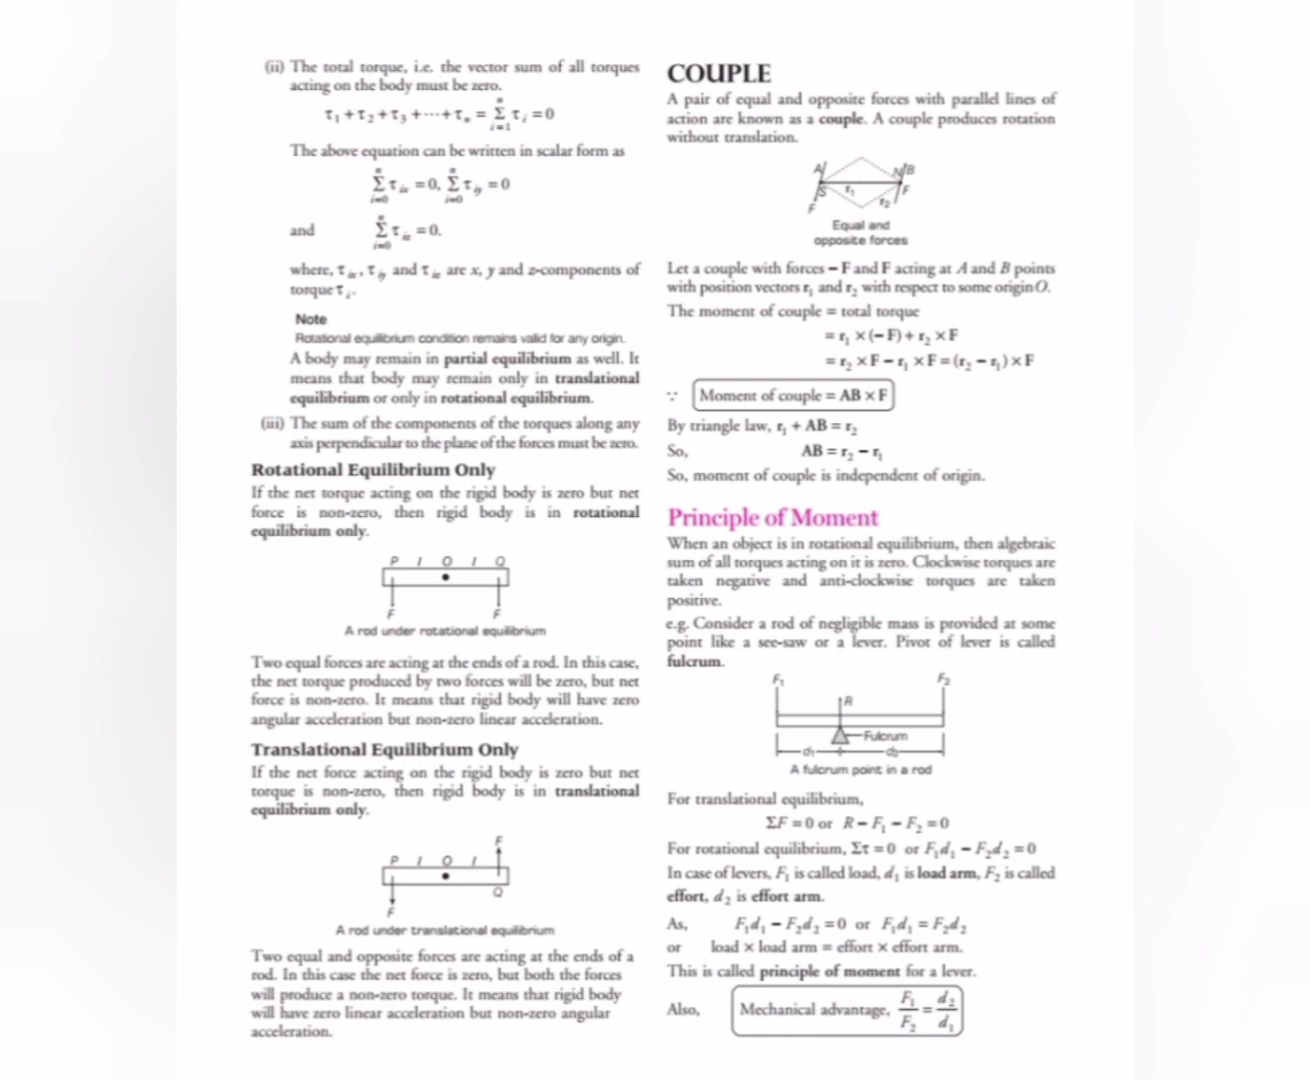 (ii) The total torque, i.e. the vector sum of all torques
acting on the body must be zero.
τ₁ + τ₂ + τ₃ + ⋯ + τₙ = Σⁿᵢ₌₁ τᵢ = 0
The above equation can be written in scalar form as
Σⁿᵢ₌₀ τᵢₓ = 0, Σⁿᵢ₌₀ τᵢy = 0
and Σⁿᵢ₌₀ τᵢz = 0.
where, τᵢₓ, τᵢy and τᵢz are x, y and z-components of
torque τᵢ.
Note
Rotational equilibrium condition remains valid for any origin.
A body may remain in partial equilibrium as well. It
means that body may remain only in translational
equilibrium or only in rotational equilibrium.
(iii) The sum of the components of the torques along any
axis perpendicular to the plane of the forces must be zero.
Rotational Equilibrium Only
If the net torque acting on the rigid body is zero but net
force is non-zero, then rigid body is in rotational
equilibrium only.
P l O l Q
F F
A rod under rotational equilibrium
Two equal forces are acting at the ends of a rod. In this case,
the net torque produced by two forces will be zero, but net
force is non-zero. It means that rigid body will have zero
angular acceleration but non-zero linear acceleration.
Translational Equilibrium Only
If the net force acting on the rigid body is zero but net
torque is non-zero, then rigid body is in translational
equilibrium only.
F
P l O l
Q
F
A rod under translational equilibrium
Two equal and opposite forces are acting at the ends of a
rod. In this case the net force is zero, but both the forces
will produce a non-zero torque. It means that rigid body
will have zero linear acceleration but non-zero angular
acceleration.
COUPLE
A pair of equal and opposite forces with parallel lines of
action are known as a couple. A couple produces rotation
without translation.
A N B
S r₁ F
F r₂
Equal and
opposite forces
Let a couple with forces – F and F acting at A and B points
with position vectors r₁ and r₂ with respect to some origin O.
The moment of couple = total torque
= r₁ × (– F) + r₂ × F
= r₂ × F – r₁ × F = (r₂ – r₁) × F
∵ Moment of couple = AB × F
By triangle law, r₁ + AB = r₂
So, AB = r₂ – r₁
So, moment of couple is independent of origin.
Principle of Moment
When an object is in rotational equilibrium, then algebraic
sum of all torques acting on it is zero. Clockwise torques are
taken negative and anti-clockwise torques are taken
positive.
e.g. Consider a rod of negligible mass is provided at some
point like a see-saw or a lever. Pivot of lever is called
fulcrum.
F₁ F₂
R
Fulcrum
d₁ d₂
A fulcrum point in a rod
For translational equilibrium,
ΣF = 0 or R – F₁ – F₂ = 0
For rotational equilibrium, Στ = 0 or F₁d₁ – F₂d₂ = 0
In case of levers, F₁ is called load, d₁ is load arm, F₂ is called
effort, d₂ is effort arm.
As, F₁d₁ – F₂d₂ = 0 or F₁d₁ = F₂d₂
or load × load arm = effort × effort arm.
This is called principle of moment for a lever.
Also, Mechanical advantage, F₁/F₂ = d₂/d₁